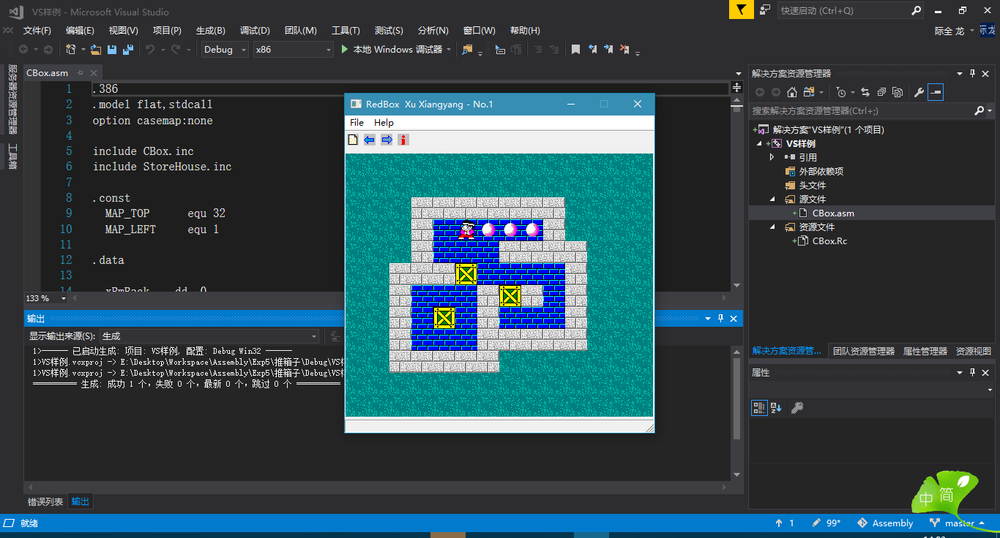 VS样例 - Microsoft Visual Studio
快速启动 (Ctrl+Q)
文件(F) 编辑(E) 视图(V) 项目(P) 生成(B) 调试(D) 团队(M) 工具(T) 测试(S) 分析(N) 窗口(W) 帮助(H)
际全 龙 际龙
Debug x86 本地 Windows 调试器
服务器资源管理器
工具箱
CBox.asm
1 .386
2 .model flat,stdcall
3 option casemap:none
4
5 include CBox.inc
6 include StoreHouse.inc
7
8 .const
9 MAP_TOP equ 32
10 MAP_LEFT equ 1
11
12 .data
13
14 xBmBack dd 0
133 %
RedBox Xu Xiangyang - No.1
File Help
输出
显示输出来源(S): 生成
1>------ 已启动生成: 项目: VS样例, 配置: Debug Win32 ------
1>VS样例.vcxproj -> E:\Desktop\Workspace\Assembly\Exp5\推箱子\Debug\VS样
1>VS样例.vcxproj -> E:\Desktop\Workspace\Assembly\Exp5\推箱子\Debug\VS样
========== 生成: 成功 1 个，失败 0 个，最新 0 个，跳过 0 个 ==========
错误列表 输出
解决方案资源管理器
搜索解决方案资源管理器(Ctrl+;)
解决方案"VS样例"(1 个项目)
VS样例
引用
外部依赖项
头文件
源文件
CBox.asm
资源文件
CBox.Rc
解决方案资源管... 团队资源管理器 属性管理器 资源视图
属性
中 简
就绪
1 99* Assembly master